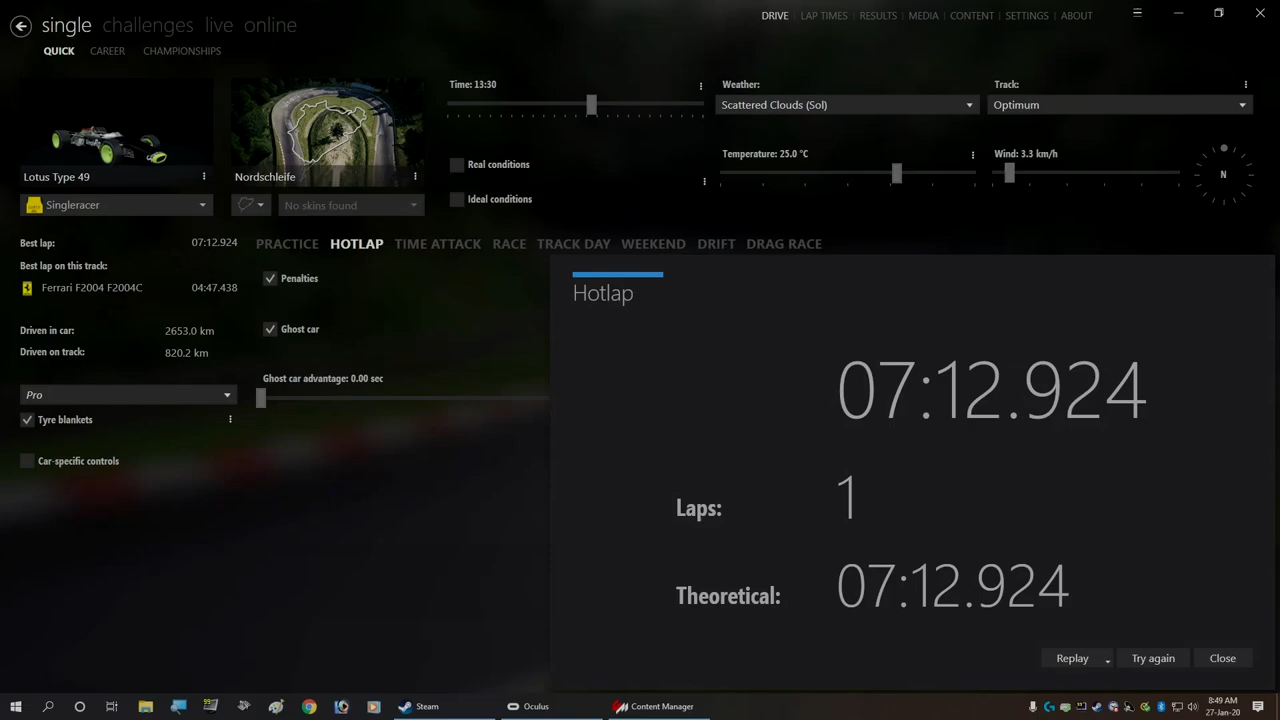 single challenges live online
DRIVE | LAP TIMES | RESULTS | MEDIA | CONTENT | SETTINGS | ABOUT
QUICK CAREER CHAMPIONSHIPS
Time: 13:30
Weather:
Track:
Scattered Clouds (Sol)
Optimum
Real conditions
Temperature: 25.0 °C
Wind: 3.3 km/h
N
Lotus Type 49
Nordschleife
Ideal conditions
Singleracer
No skins found
Best lap: 07:12.924
PRACTICE HOTLAP TIME ATTACK RACE TRACK DAY WEEKEND DRIFT DRAG RACE
Best lap on this track:
Ferrari F2004 F2004C 04:47.438
Penalties
Driven in car: 2653.0 km
Driven on track: 820.2 km
Ghost car
Ghost car advantage: 0.00 sec
Pro
Tyre blankets
Car-specific controls
Hotlap
07:12.924
Laps: 1
Theoretical: 07:12.924
Replay Try again Close
Steam Oculus Content Manager
8:49 AM
27-Jan-20